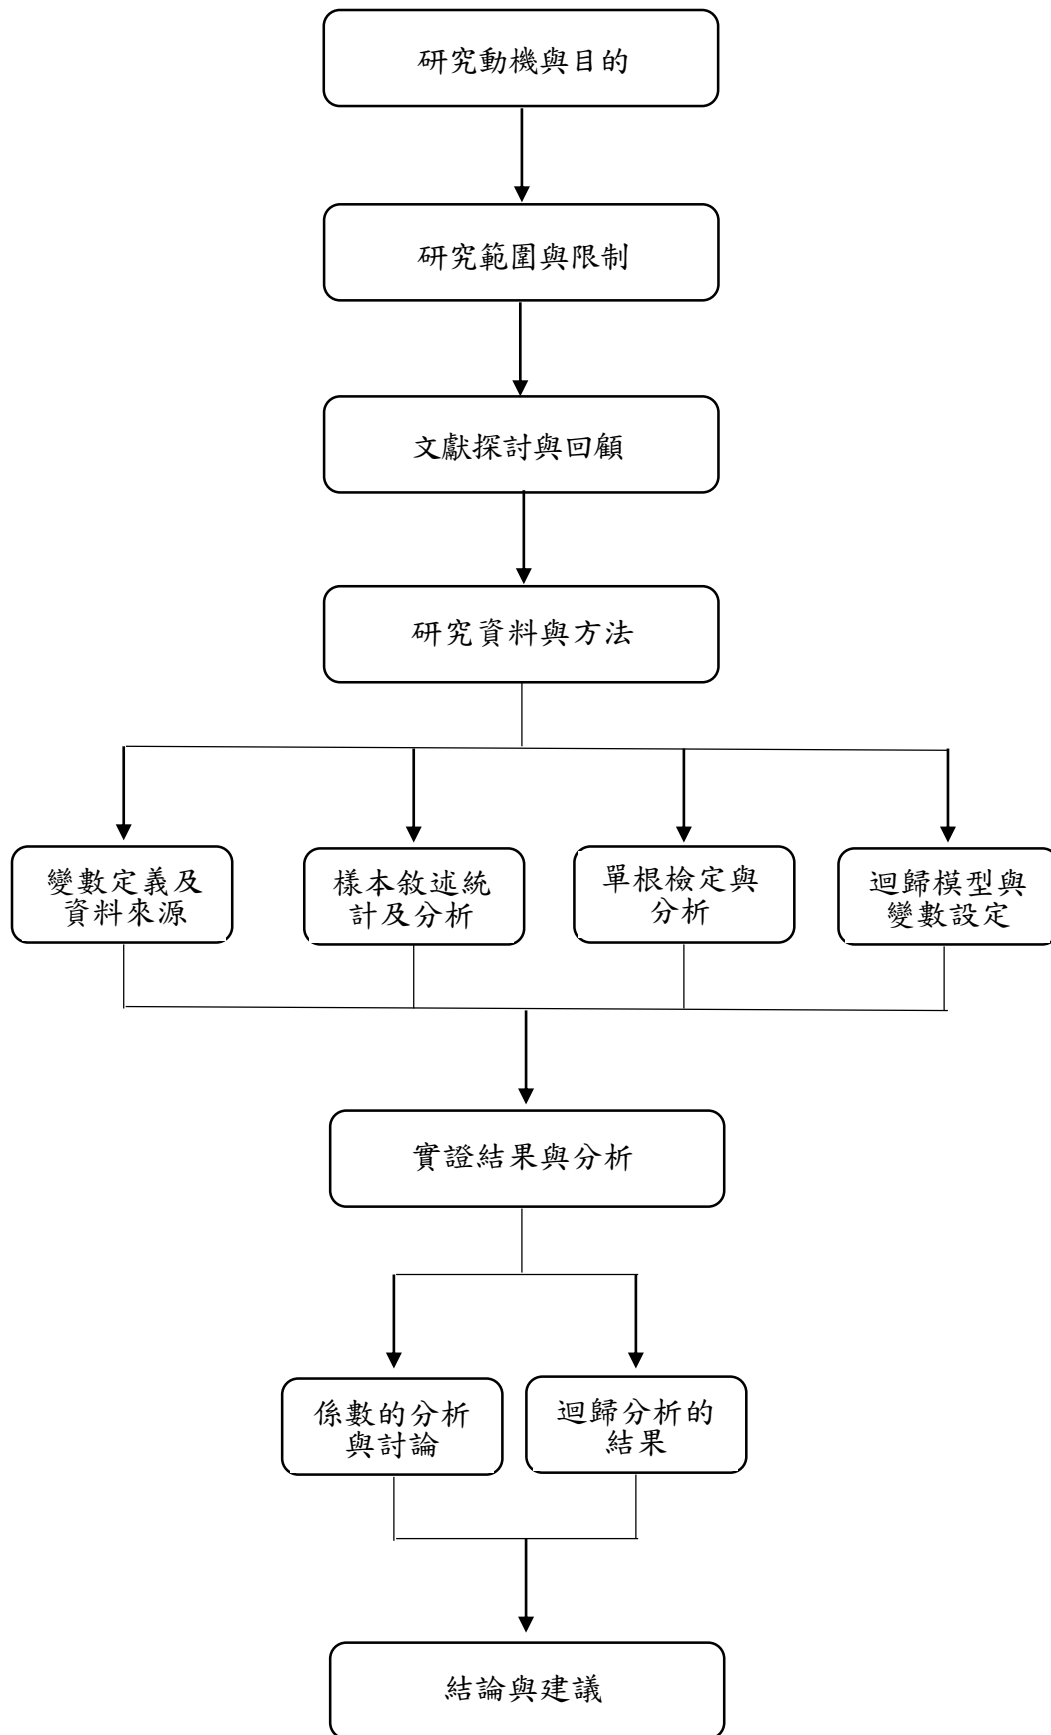 研究動機與目的
研究範圍與限制
文獻探討與回顧
研究資料與方法
變數定義及
資料來源
樣本敘述統
計及分析
單根檢定與
分析
迴歸模型與
變數設定
實證結果與分析
係數的分析
與討論
迴歸分析的
結果
結論與建議